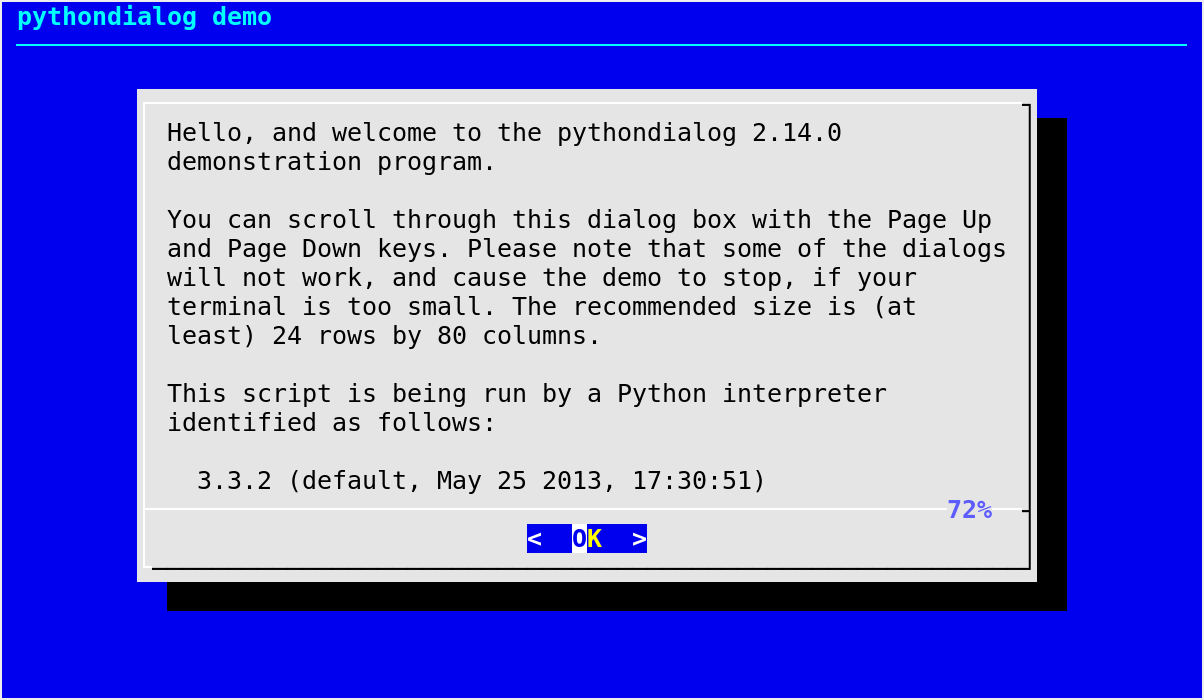 pythondialog demo
Hello, and welcome to the pythondialog 2.14.0
demonstration program.
You can scroll through this dialog box with the Page Up
and Page Down keys. Please note that some of the dialogs
will not work, and cause the demo to stop, if your
terminal is too small. The recommended size is (at
least) 24 rows by 80 columns.
This script is being run by a Python interpreter
identified as follows:
3.3.2 (default, May 25 2013, 17:30:51)
72%
<  OK  >